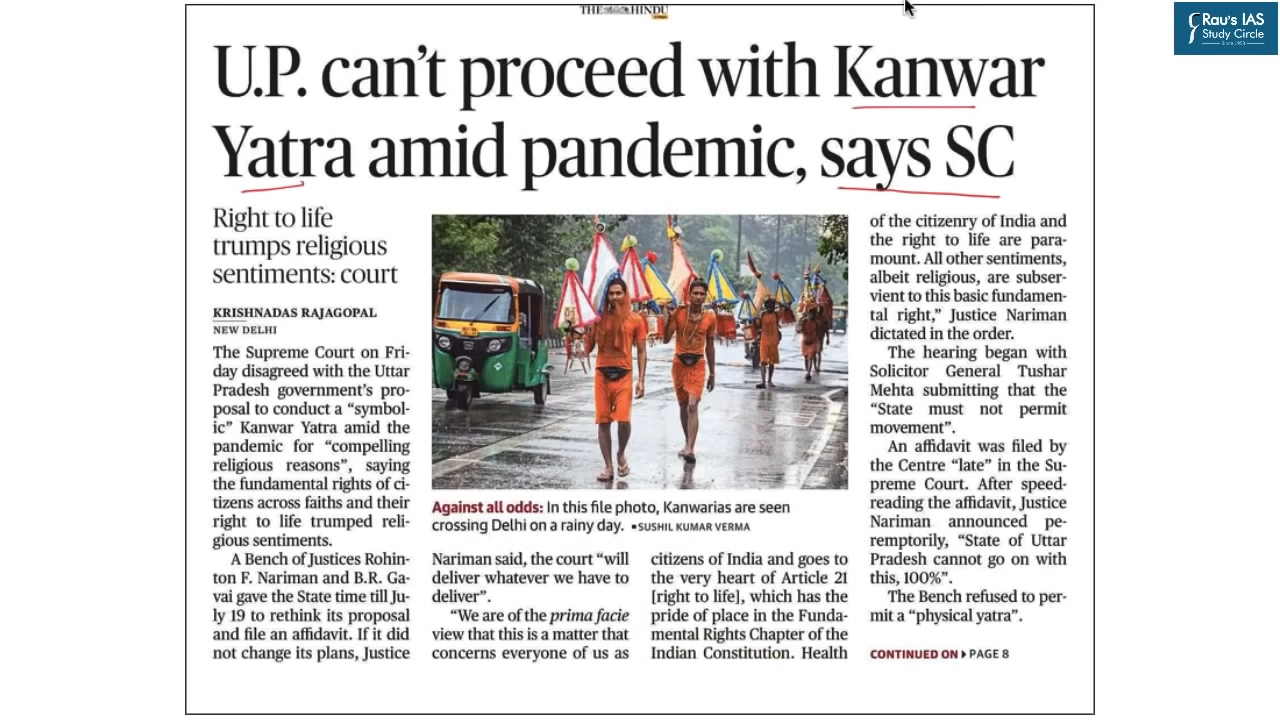 THE HINDU
Rau's IAS
Study Circle
Since 1953
U.P. can't proceed with Kanwar
Yatra amid pandemic, says SC
Right to life
trumps religious
sentiments: court
KRISHNADAS RAJAGOPAL
NEW DELHI
The Supreme Court on Fri-
day disagreed with the Uttar
Pradesh government's pro-
posal to conduct a “symbol-
ic” Kanwar Yatra amid the
pandemic for “compelling
religious reasons”, saying
the fundamental rights of ci-
tizens across faiths and their
right to life trumped reli-
gious sentiments.
A Bench of Justices Rohin-
ton F. Nariman and B.R. Ga-
vai gave the State time till Ju-
ly 19 to rethink its proposal
and file an affidavit. If it did
not change its plans, Justice
Against all odds: In this file photo, Kanwarias are seen
crossing Delhi on a rainy day. ▪SUSHIL KUMAR VERMA
Nariman said, the court “will
deliver whatever we have to
deliver”.
“We are of the prima facie
view that this is a matter that
concerns everyone of us as
citizens of India and goes to
the very heart of Article 21
[right to life], which has the
pride of place in the Funda-
mental Rights Chapter of the
Indian Constitution. Health
of the citizenry of India and
the right to life are para-
mount. All other sentiments,
albeit religious, are subser-
vient to this basic fundamen-
tal right,” Justice Nariman
dictated in the order.
The hearing began with
Solicitor General Tushar
Mehta submitting that the
“State must not permit
movement”.
An affidavit was filed by
the Centre “late” in the Su-
preme Court. After speed-
reading the affidavit, Justice
Nariman announced pe-
remptorily, “State of Uttar
Pradesh cannot go on with
this, 100%”.
The Bench refused to per-
mit a “physical yatra”.
CONTINUED ON ▸ PAGE 8